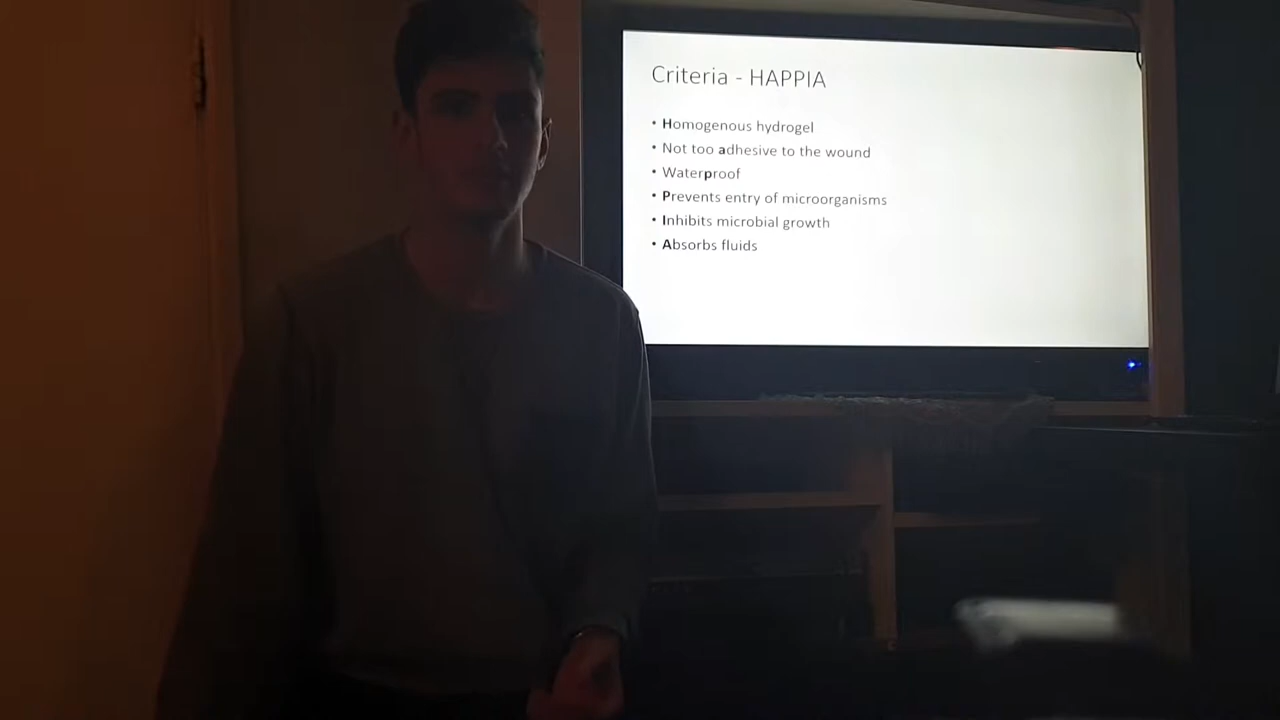 Criteria - HAPPIA
• Homogenous hydrogel
• Not too adhesive to the wound
• Waterproof
• Prevents entry of microorganisms
• Inhibits microbial growth
• Absorbs fluids